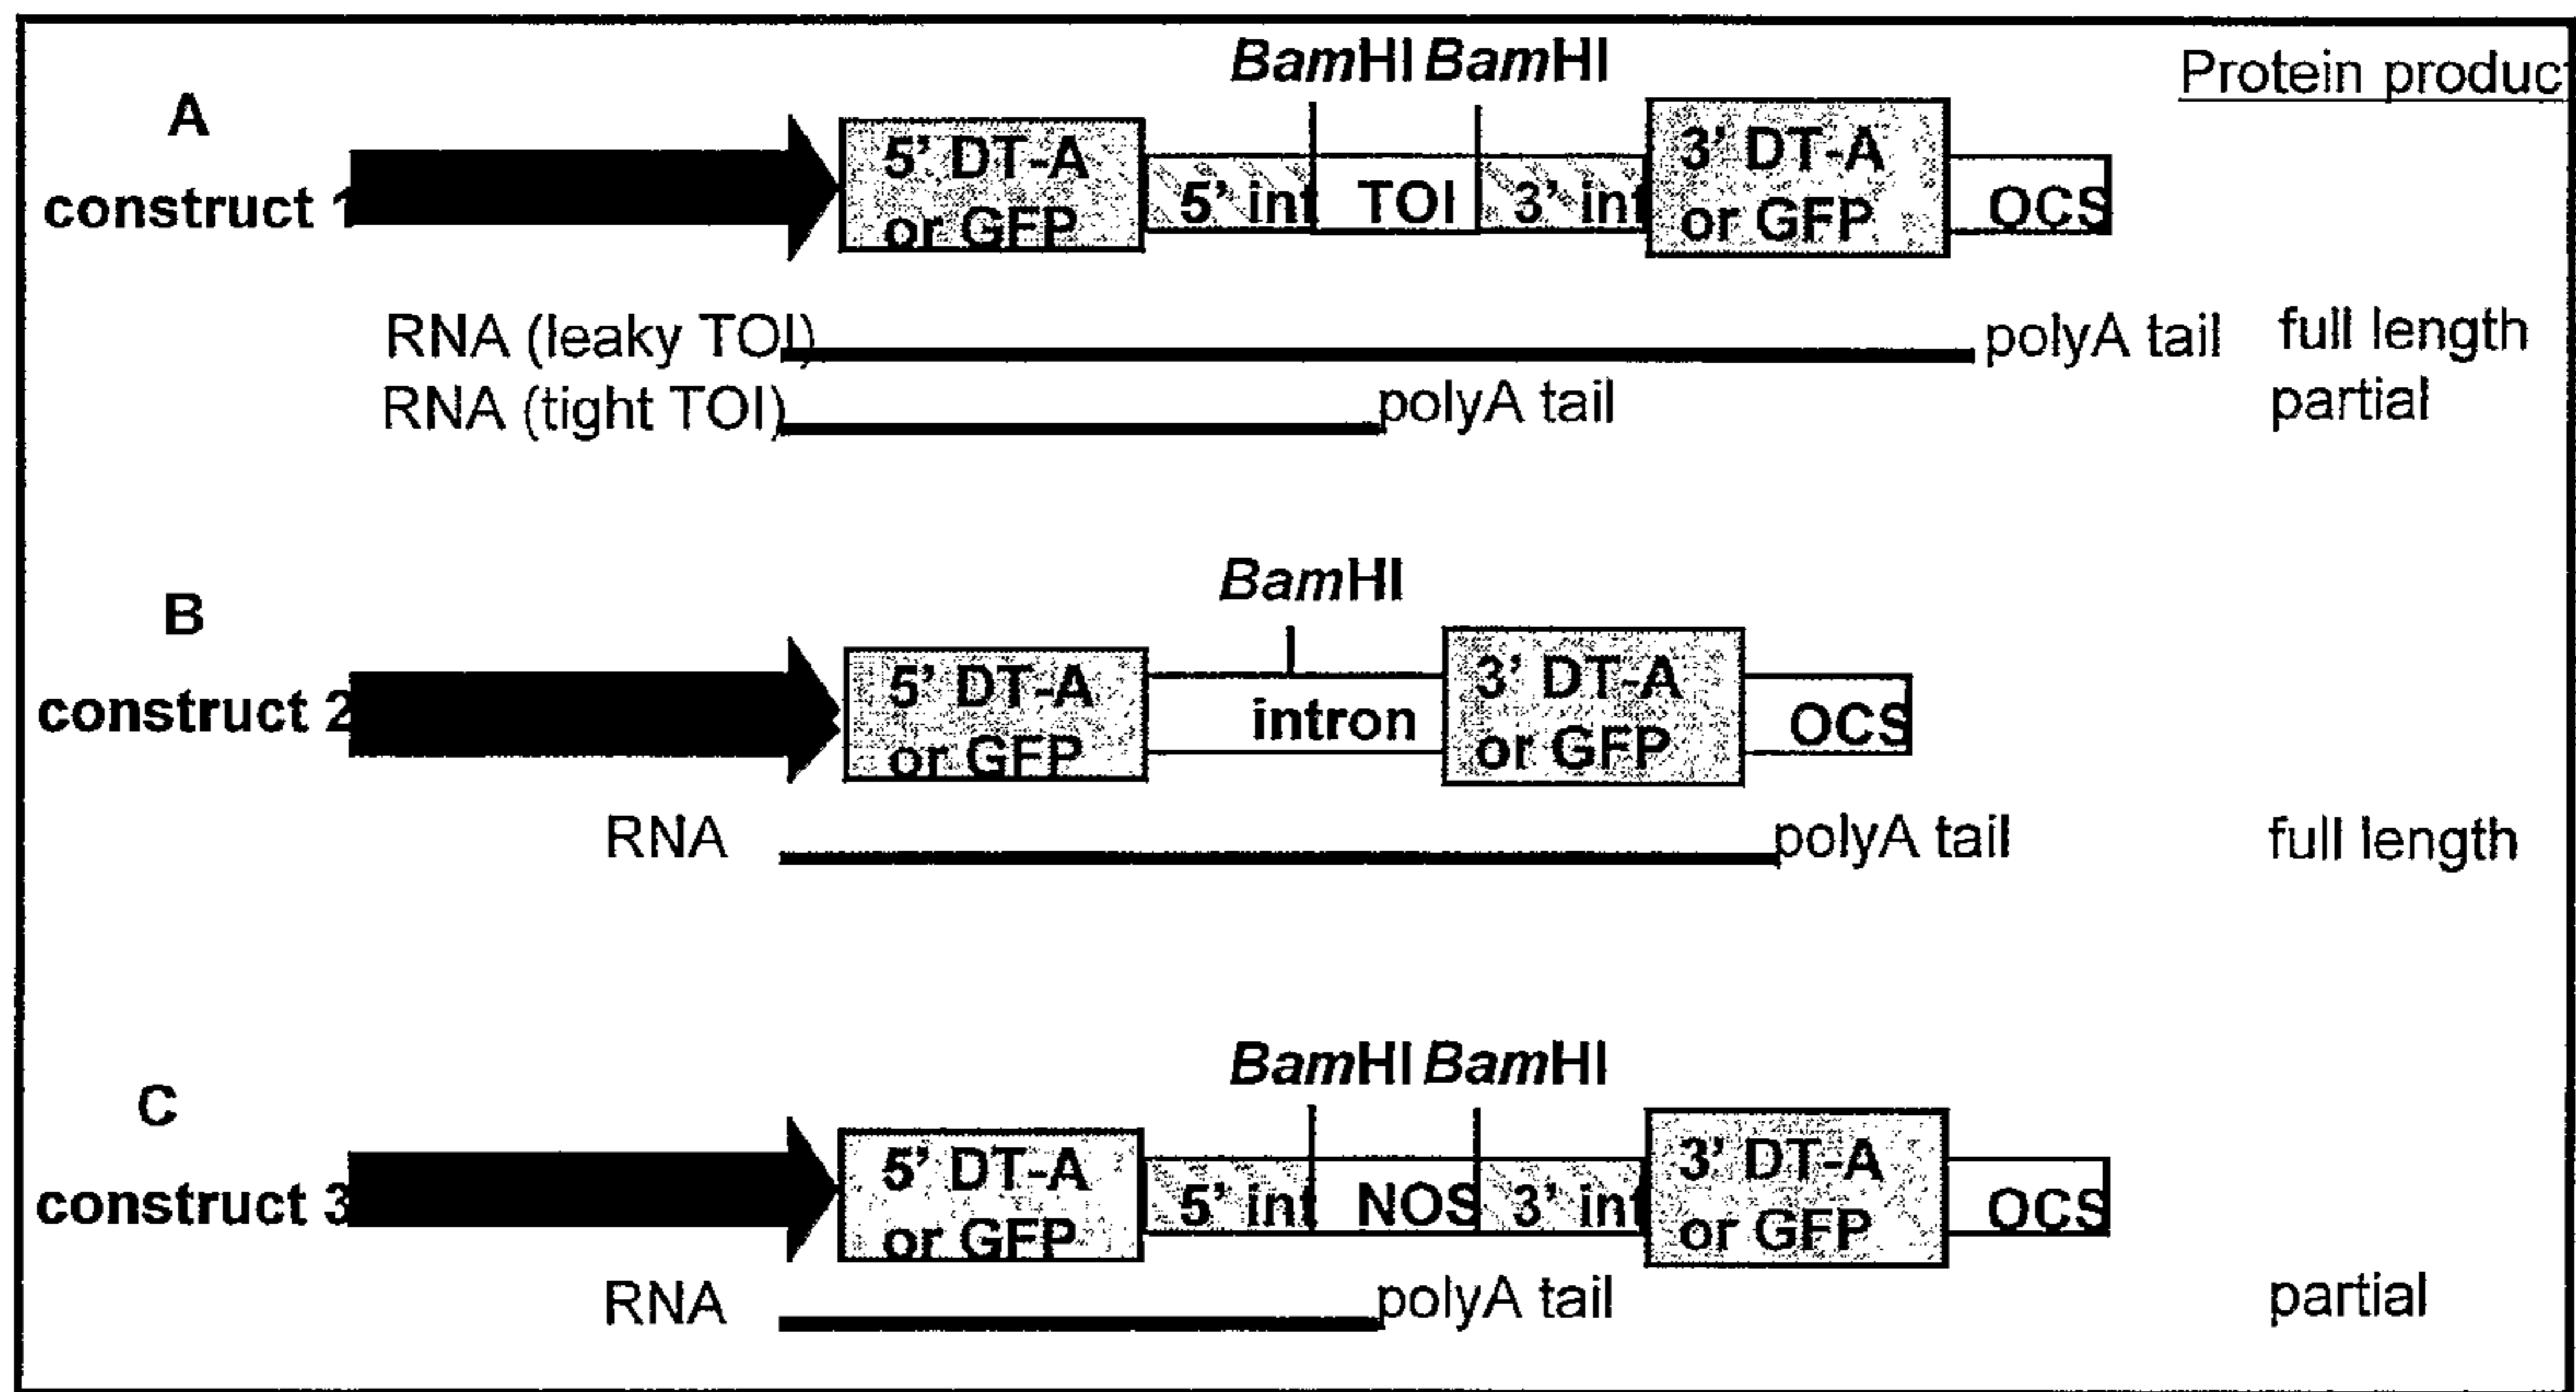 BamHI BamHI
Protein produc
A
construct 1
5' DT-A
or GFP
5' int
TOI
3' int
3' DT-A
or GFP
OCS
RNA (leaky TOI)
polyA tail
full length
RNA (tight TOI)
polyA tail
partial
BamHI
B
construct 2
5' DT-A
or GFP
intron
3' DT-A
or GFP
OCS
RNA
polyA tail
full length
BamHI BamHI
C
construct 3
5' DT-A
or GFP
5' int
NOS
3' int
3' DT-A
or GFP
OCS
RNA
polyA tail
partial